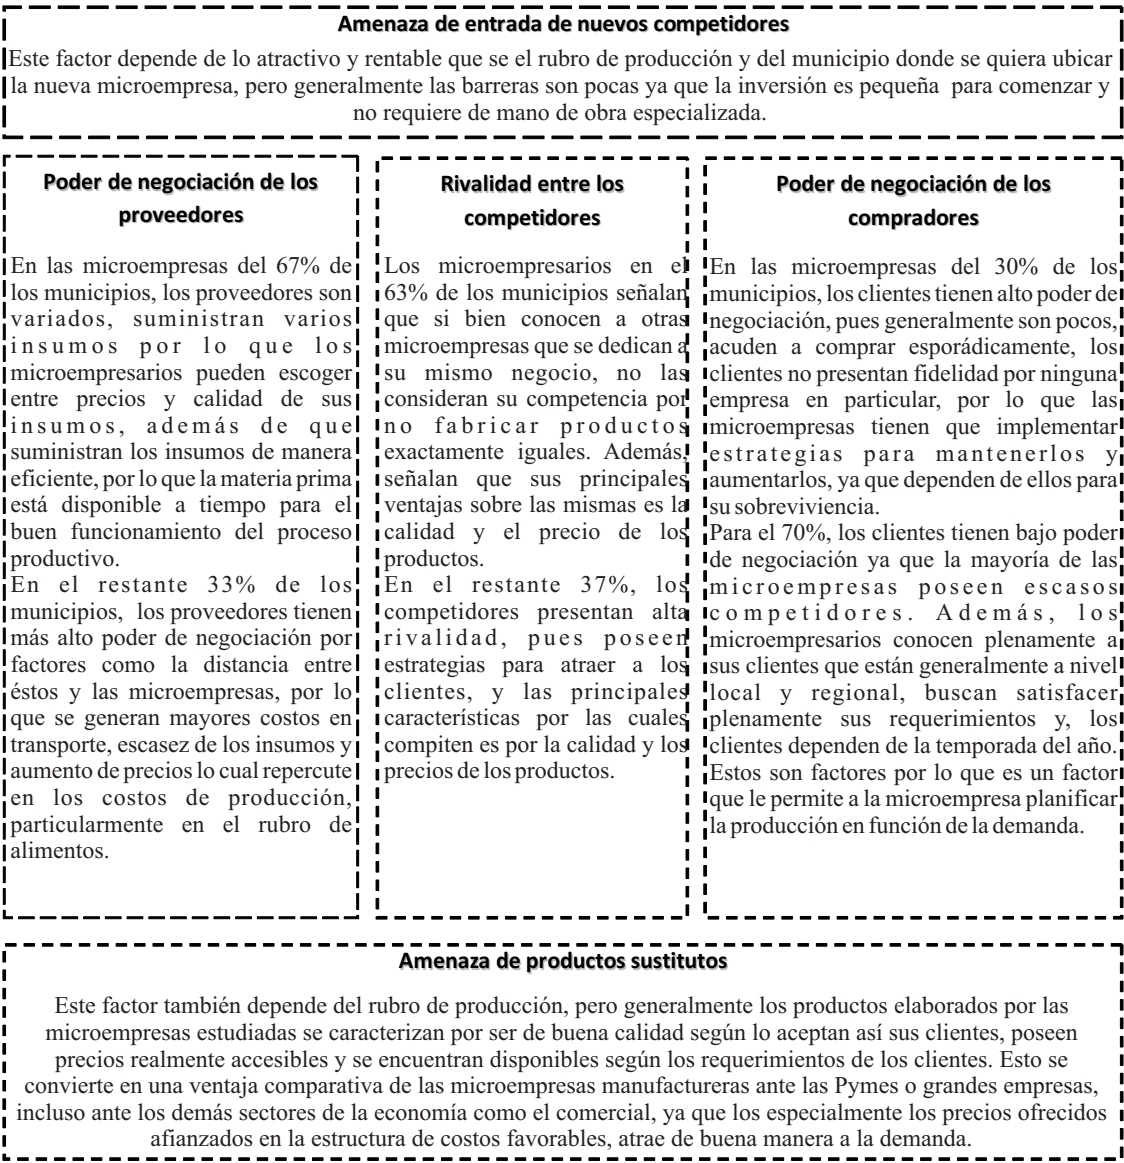 Amenaza de entrada de nuevos competidores
Este factor depende de lo atractivo y rentable que se el rubro de producción y del municipio donde se quiera ubicar
la nueva microempresa, pero generalmente las barreras son pocas ya que la inversión es pequeña para comenzar y
no requiere de mano de obra especializada.
Poder de negociación de los
proveedores
En las microempresas del 67% de
los municipios, los proveedores son
variados, suministran varios
insumos por lo que los
microempresarios pueden escoger
entre precios y calidad de sus
insumos, además de que
suministran los insumos de manera
eficiente, por lo que la materia prima
está disponible a tiempo para el
buen funcionamiento del proceso
productivo.
En el restante 33% de los
municipios, los proveedores tienen
más alto poder de negociación por
factores como la distancia entre
éstos y las microempresas, por lo
que se generan mayores costos en
transporte, escasez de los insumos y
aumento de precios lo cual repercute
en los costos de producción,
particularmente en el rubro de
alimentos.
Rivalidad entre los
competidores
Los microempresarios en el
63% de los municipios señalan
que si bien conocen a otras
microempresas que se dedican a
su mismo negocio, no las
consideran su competencia por
no fabricar productos
exactamente iguales. Además,
señalan que sus principales
ventajas sobre las mismas es la
calidad y el precio de los
productos.
En el restante 37%, los
competidores presentan alta
rivalidad, pues poseen
estrategias para atraer a los
clientes, y las principales
características por las cuales
compiten es por la calidad y los
precios de los productos.
Poder de negociación de los
compradores
En las microempresas del 30% de los
municipios, los clientes tienen alto poder de
negociación, pues generalmente son pocos,
acuden a comprar esporádicamente, los
clientes no presentan fidelidad por ninguna
empresa en particular, por lo que las
microempresas tienen que implementar
estrategias para mantenerlos y
aumentarlos, ya que dependen de ellos para
su sobreviviencia.
Para el 70%, los clientes tienen bajo poder
de negociación ya que la mayoría de las
microempresas poseen escasos
competidores. Además, los
microempresarios conocen plenamente a
sus clientes que están generalmente a nivel
local y regional, buscan satisfacer
plenamente sus requerimientos y, los
clientes dependen de la temporada del año.
Estos son factores por lo que es un factor
que le permite a la microempresa planificar
la producción en función de la demanda.
Amenaza de productos sustitutos
Este factor también depende del rubro de producción, pero generalmente los productos elaborados por las
microempresas estudiadas se caracterizan por ser de buena calidad según lo aceptan así sus clientes, poseen
precios realmente accesibles y se encuentran disponibles según los requerimientos de los clientes. Esto se
convierte en una ventaja comparativa de las microempresas manufactureras ante las Pymes o grandes empresas,
incluso ante los demás sectores de la economía como el comercial, ya que los especialmente los precios ofrecidos
afianzados en la estructura de costos favorables, atrae de buena manera a la demanda.